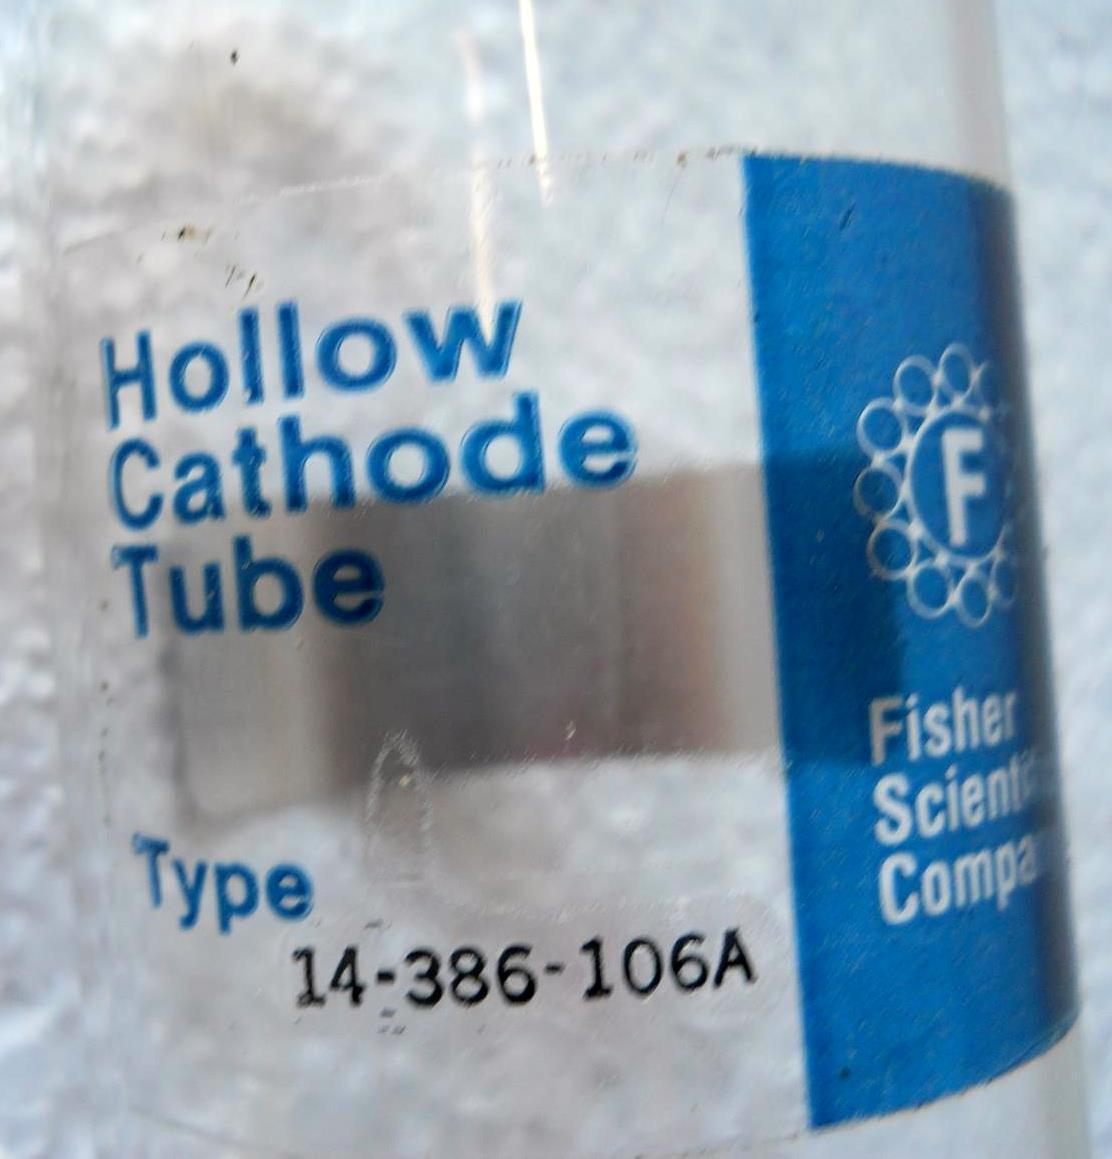 Hollow
Cathode
Tube
Type
14-386-106A
F
Fisher